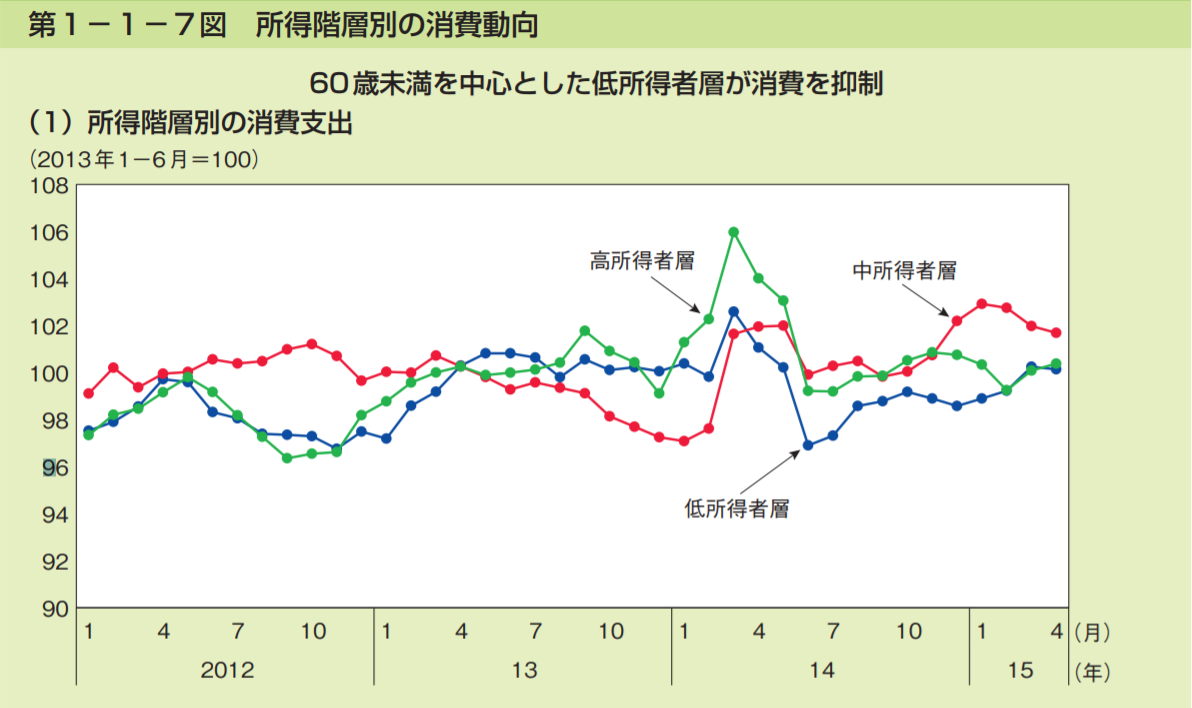 第1－1－7図　所得階層別の消費動向
60歳未満を中心とした低所得者層が消費を抑制
（1）所得階層別の消費支出
（2013年1－6月＝100）
108
106
高所得者層
中所得者層
104
102
100
98
96
低所得者層
94
92
90
1 4 7 10 1 4 7 10 1 4 7 10 1 4（月）
2012 13 14 15（年）